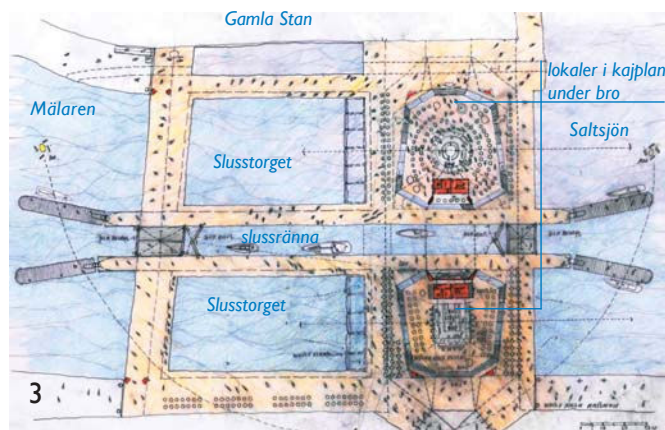 Gamla Stan
lokaler i kajplan
under bro
Mälaren
Saltsjön
Slusstorget
slussränna
Slusstorget
3